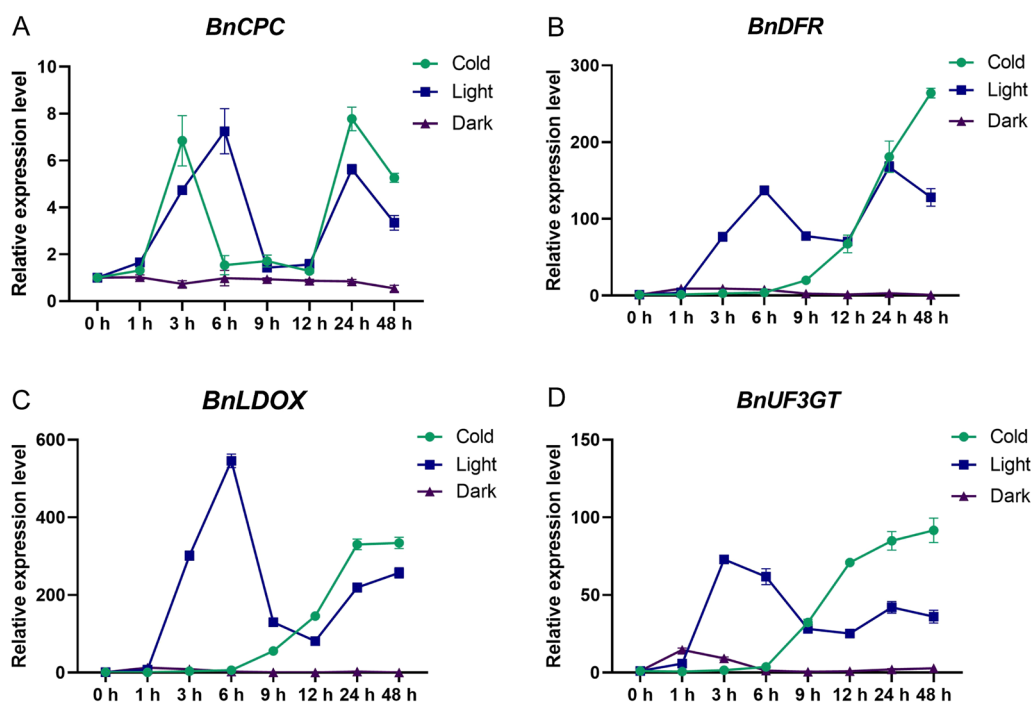 A
BnCPC
Relative expression level
10
8
6
4
2
0
0 h 1 h 3 h 6 h 9 h 12 h 24 h 48 h
Cold
Light
Dark
B
BnDFR
Relative expression level
300
200
100
0
0 h 1 h 3 h 6 h 9 h 12 h 24 h 48 h
Cold
Light
Dark
C
BnLDOX
Relative expression level
600
400
200
0
0 h 1 h 3 h 6 h 9 h 12 h 24 h 48 h
Cold
Light
Dark
D
BnUF3GT
Relative expression level
150
100
50
0
0 h 1 h 3 h 6 h 9 h 12 h 24 h 48 h
Cold
Light
Dark